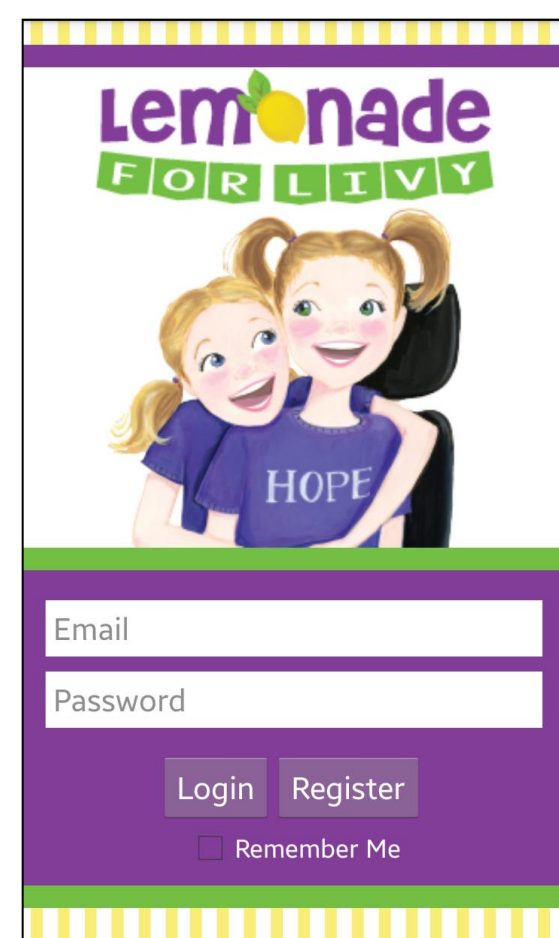 Lemonade
FOR LIVY
HOPE
Email
Password
Login Register
Remember Me